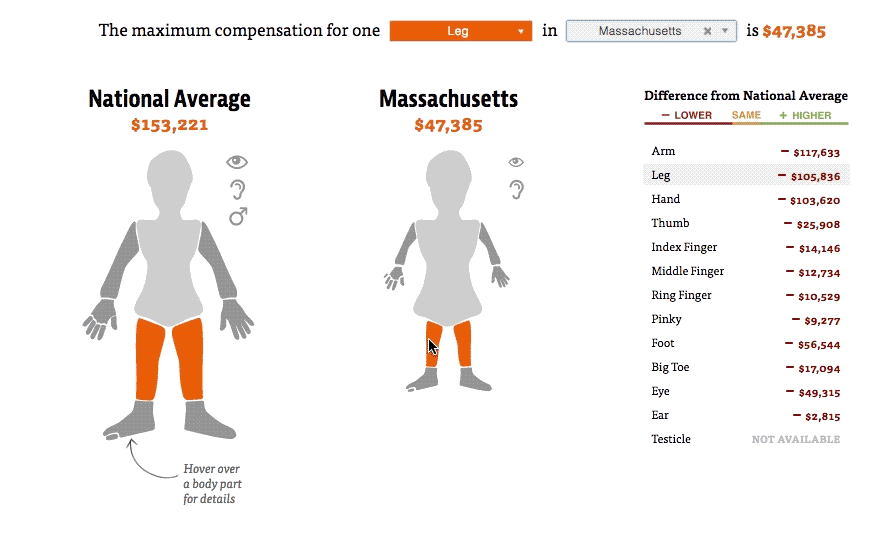 The maximum compensation for one Leg in Massachusetts is $47,385
National Average
$153,221
Massachusetts
$47,385
Hover over
a body part
for details
Difference from National Average
− LOWER SAME + HIGHER
Arm − $117,633
Leg − $105,836
Hand − $103,620
Thumb − $25,908
Index Finger − $14,146
Middle Finger − $12,734
Ring Finger − $10,529
Pinky − $9,277
Foot − $56,544
Big Toe − $17,094
Eye − $49,315
Ear − $2,815
Testicle NOT AVAILABLE